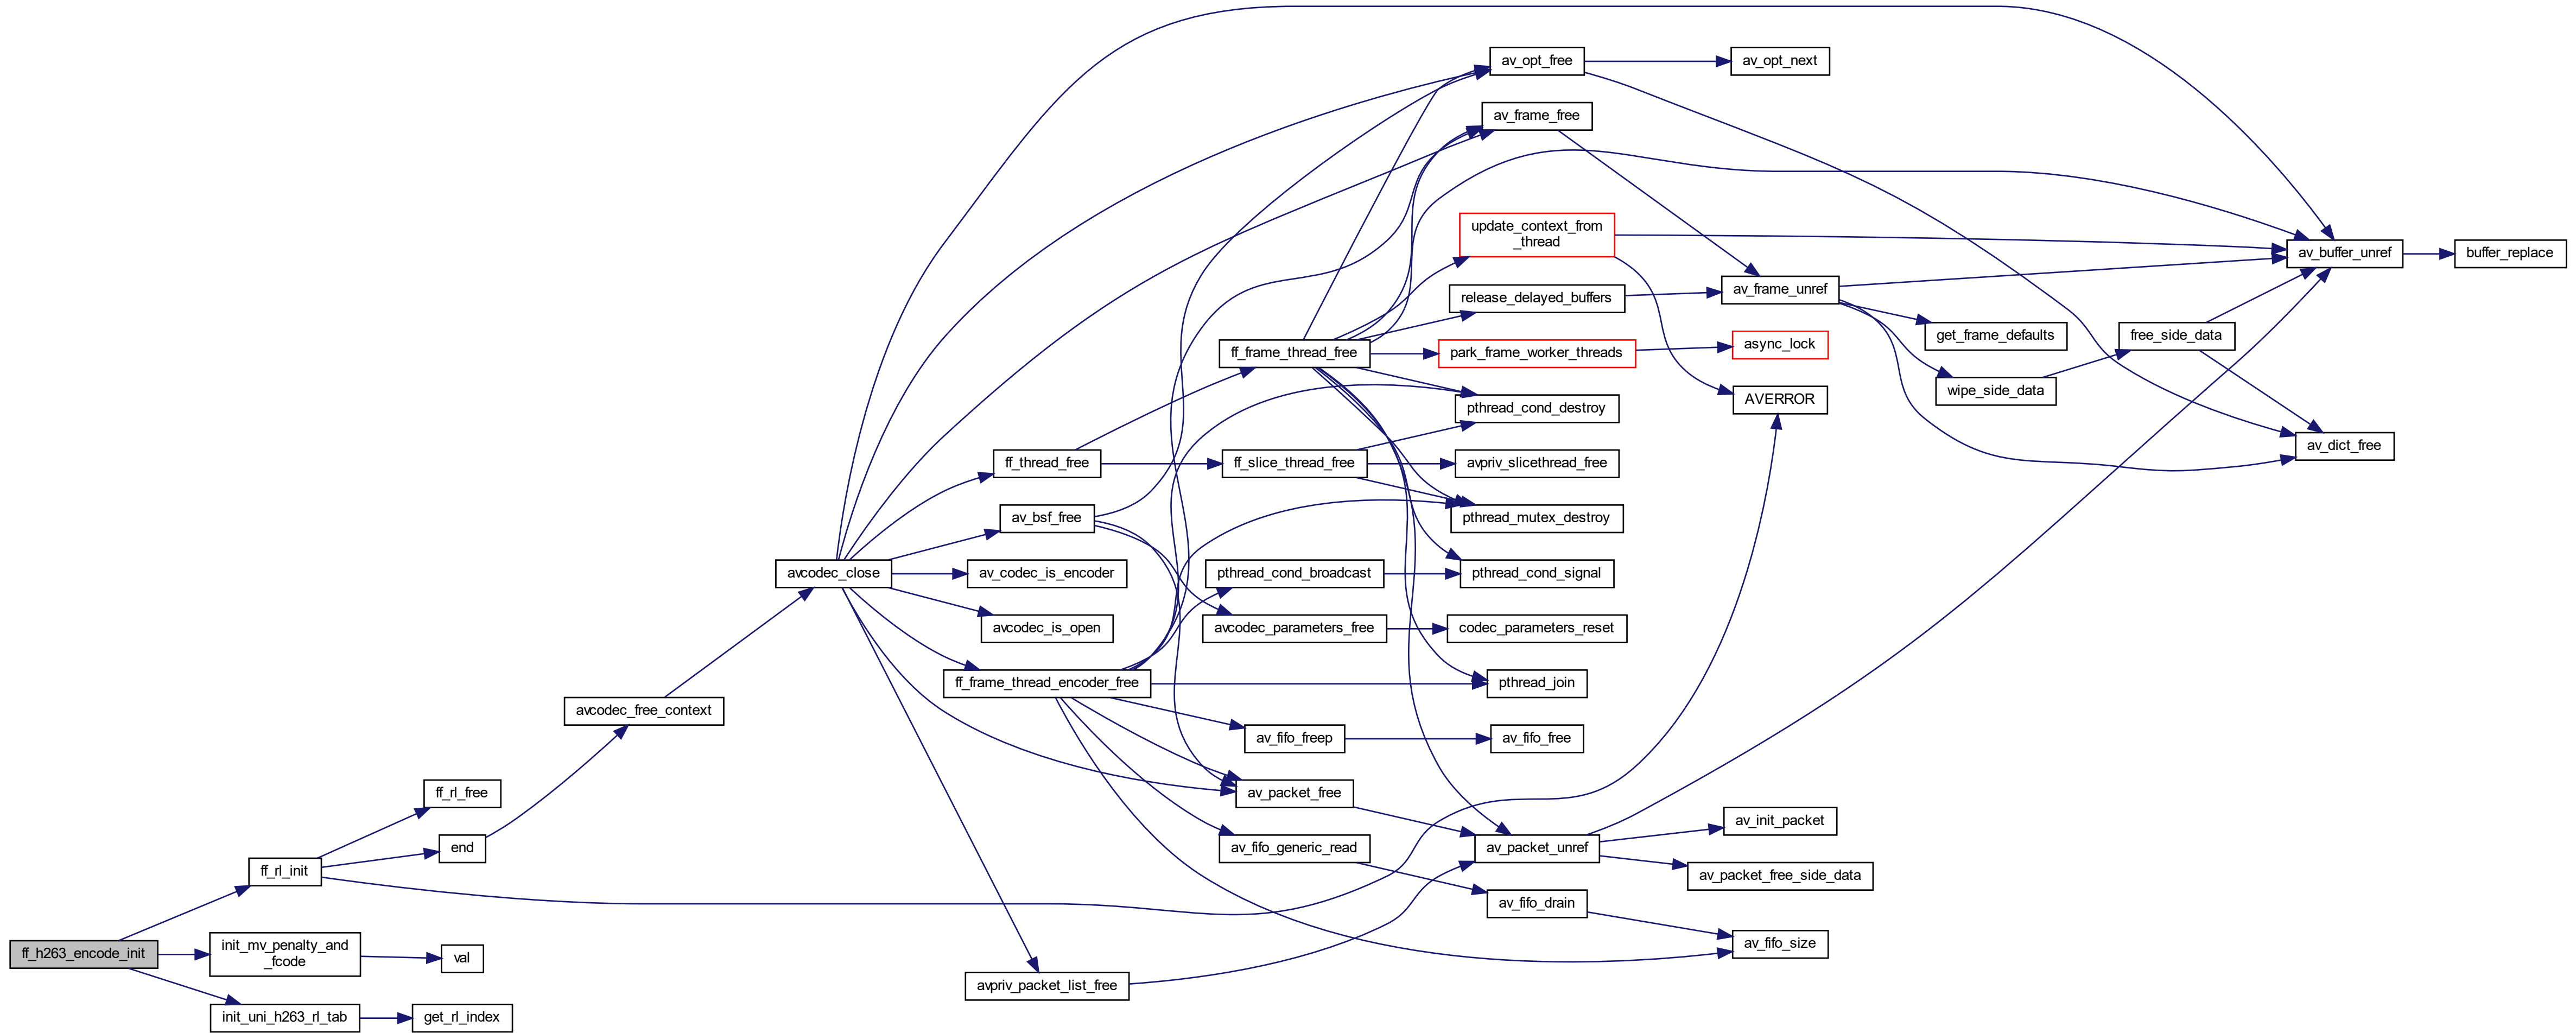 av_opt_free
av_opt_next
av_frame_free
update_context_from
_thread
av_buffer_unref
buffer_replace
av_frame_unref
release_delayed_buffers
get_frame_defaults
free_side_data
ff_frame_thread_free
park_frame_worker_threads
async_lock
wipe_side_data
pthread_cond_destroy
AVERROR
av_dict_free
ff_thread_free
ff_slice_thread_free
avpriv_slicethread_free
av_bsf_free
pthread_mutex_destroy
avcodec_close
av_codec_is_encoder
pthread_cond_broadcast
pthread_cond_signal
avcodec_is_open
avcodec_parameters_free
codec_parameters_reset
ff_frame_thread_encoder_free
pthread_join
avcodec_free_context
av_fifo_freep
av_fifo_free
ff_rl_free
av_packet_free
av_init_packet
end
av_fifo_generic_read
av_packet_unref
ff_rl_init
av_packet_free_side_data
av_fifo_drain
ff_h263_encode_init
init_mv_penalty_and
_fcode
val
av_fifo_size
avpriv_packet_list_free
init_uni_h263_rl_tab
get_rl_index